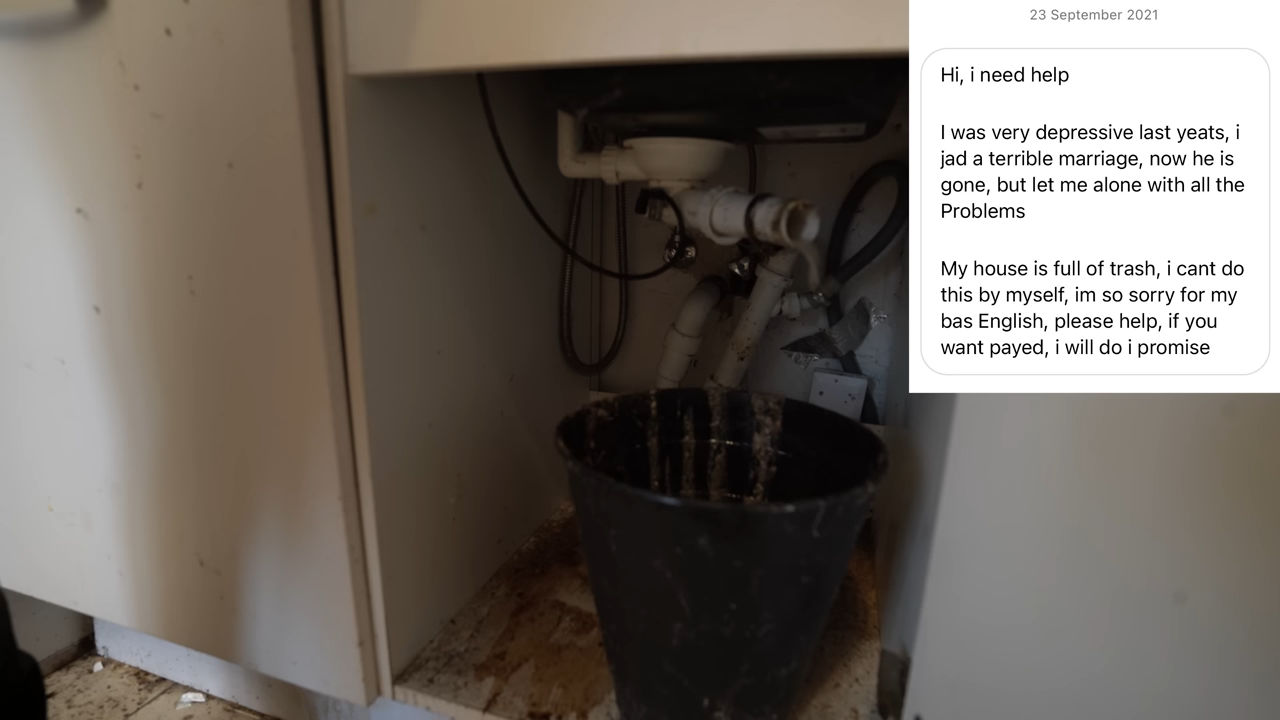 23 September 2021
Hi, i need help
I was very depressive last yeats, i
jad a terrible marriage, now he is
gone, but let me alone with all the
Problems
My house is full of trash, i cant do
this by myself, im so sorry for my
bas English, please help, if you
want payed, i will do i promise